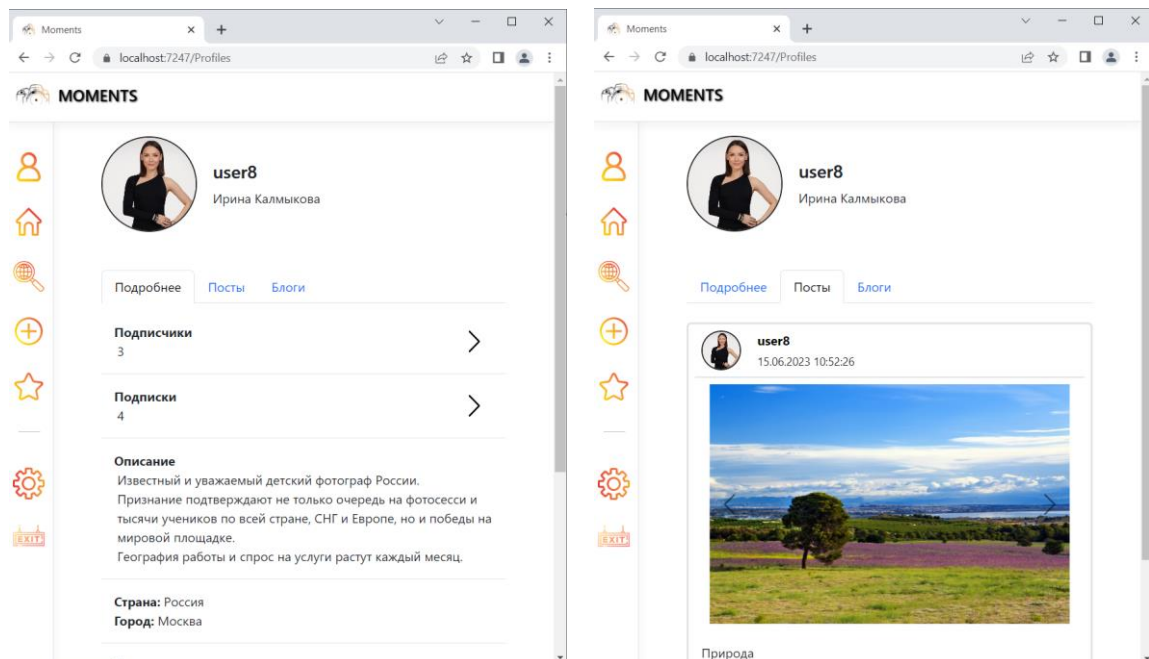 Moments
localhost:7247/Profiles
MOMENTS
user8
Ирина Калмыкова
Подробнее Посты Блоги
Подписчики
3
Подписки
4
Описание
Известный и уважаемый детский фотограф России.
Признание подтверждают не только очередь на фотосесси и
тысячи учеников по всей стране, СНГ и Европе, но и победы на
мировой площадке.
География работы и спрос на услуги растут каждый месяц.
Страна: Россия
Город: Москва
EXIT
Moments
localhost:7247/Profiles
MOMENTS
user8
Ирина Калмыкова
Подробнее Посты Блоги
user8
15.06.2023 10:52:26
Природа
EXIT